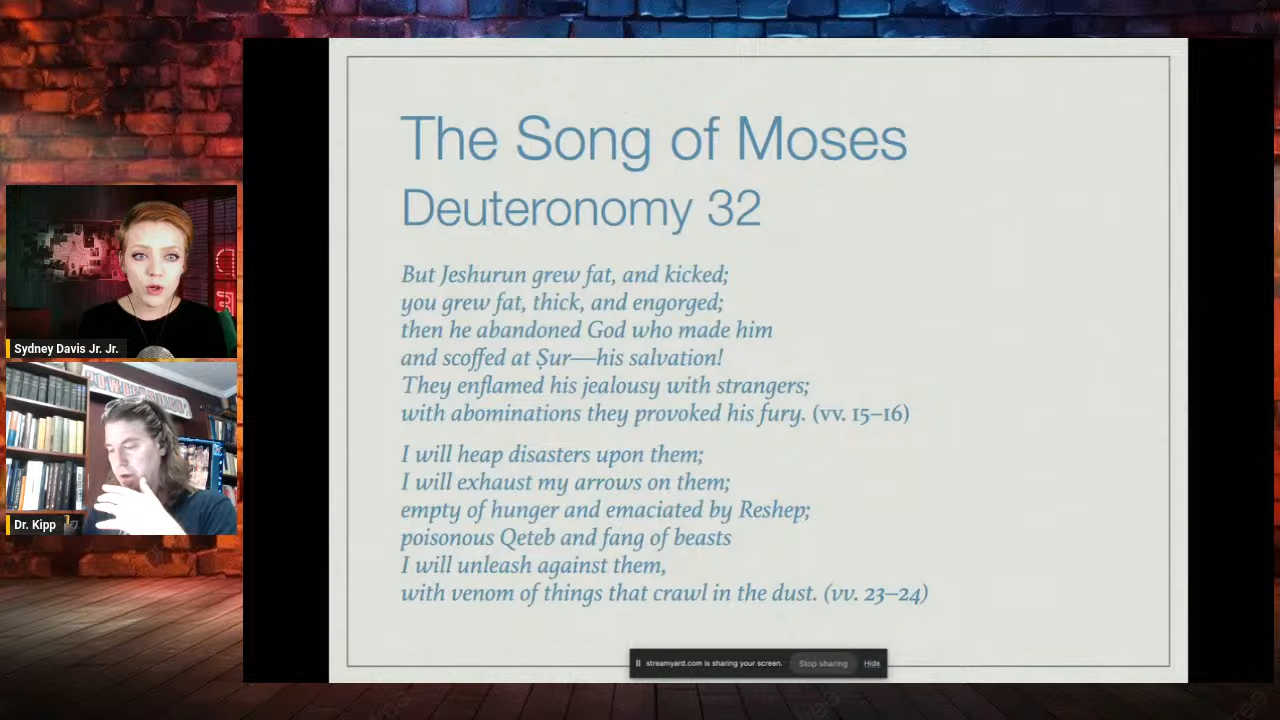 The Song of Moses
Deuteronomy 32
But Jeshurun grew fat, and kicked;
you grew fat, thick, and engorged;
then he abandoned God who made him
and scoffed at Ṣur—his salvation!
They enflamed his jealousy with strangers;
with abominations they provoked his fury. (vv. 15–16)
I will heap disasters upon them;
I will exhaust my arrows on them;
empty of hunger and emaciated by Reshep;
poisonous Qeteb and fang of beasts
I will unleash against them,
with venom of things that crawl in the dust. (vv. 23–24)
Sydney Davis Jr. Jr.
Dr. Kipp
streamyard.com is sharing your screen.
Stop sharing
Hide